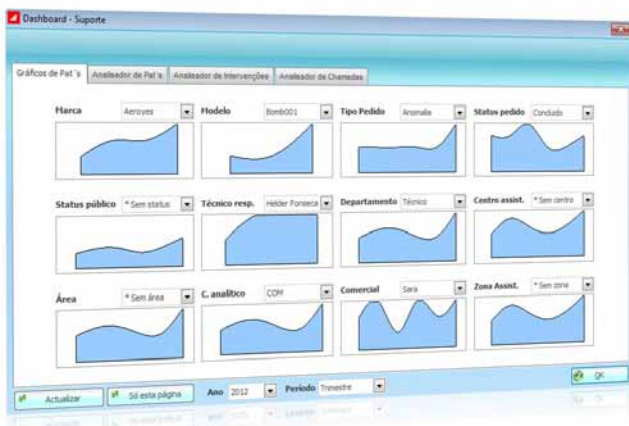 Dashboard - Suporte
Gráficos de Pat´s Analisador de Pat´s Analisador de Intervenções Analisador de Chamadas
Marca Aeroyes Modelo Bomb001 Tipo Pedido Anomalia Status pedido Concluido
Status público * Sem status Técnico resp. Helder Fonseca Departamento Técnico Centro assist. * Sem centro
Área * Sem área C. analítico COM Comercial Sara Zona Assist. * Sem zona
Actualizar Só esta página Ano 2012 Período Trimestre OK